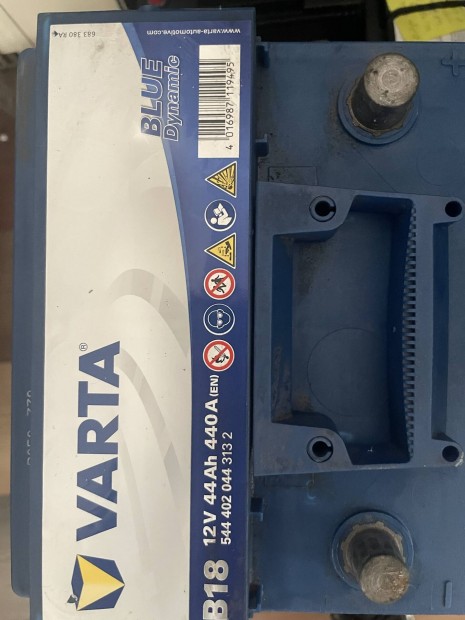 VARTA®
BLUE
Dynamic
www.varta-automotive.com
683 380 RA
4 016987 119495
B18 12V 44Ah 440A (EN)
544 402 044 313 2
+
-